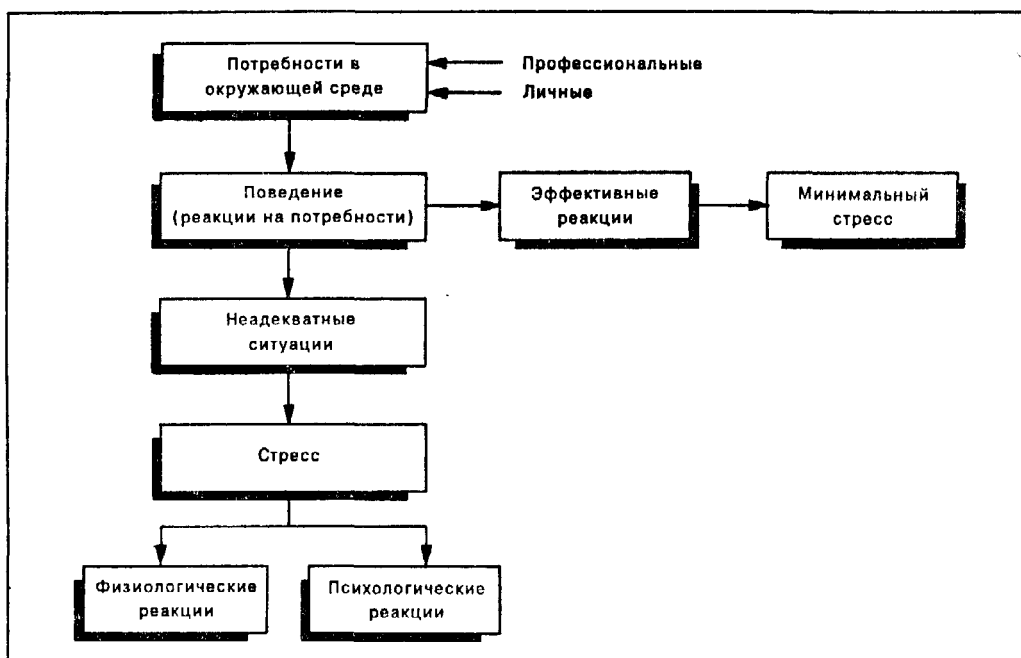 Потребности в
окружающей среде
Профессиональные
Личные
Поведение
(реакции на потребности)
Эффективные
реакции
Минимальный
стресс
Неадекватные
ситуации
Стресс
Физиологические
реакции
Психологические
реакции